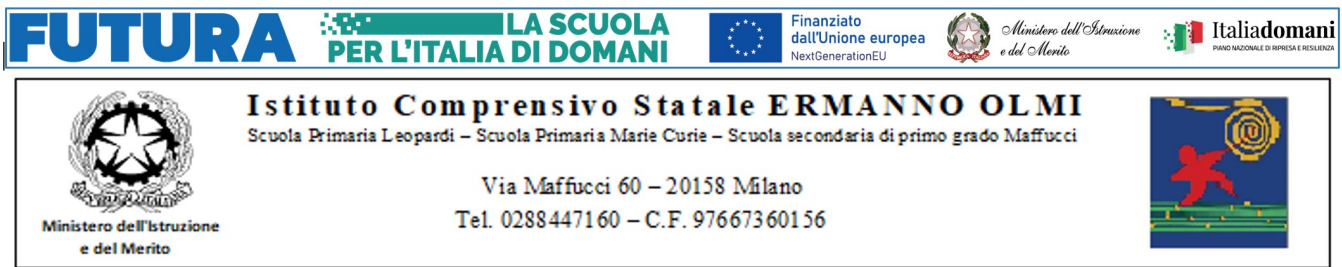 FUTURA
LA SCUOLA
PER L'ITALIA DI DOMANI
Finanziato
dall'Unione europea
NextGenerationEU
Ministero dell'Istruzione
e del Merito
Italiadomani
PIANO NAZIONALE DI RIPRESA E RESILIENZA
Istituto Comprensivo Statale ERMANNO OLMI
Scuola Primaria Leopardi – Scuola Primaria Marie Curie – Scuola secondaria di primo grado Maffucci
Via Maffucci 60 – 20158 Milano
Tel. 0288447160 – C.F. 97667360156
Ministero dell'Istruzione
e del Merito